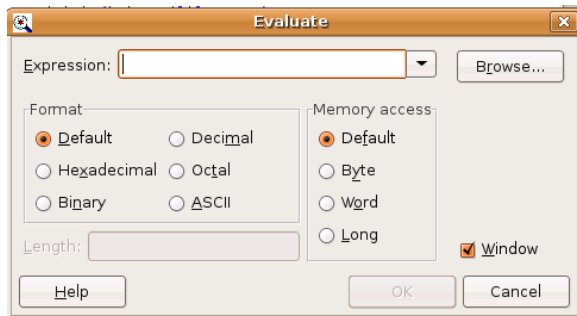 Evaluate
Expression:
Browse...
Format
Default
Decimal
Hexadecimal
Octal
Binary
ASCII
Memory access
Default
Byte
Word
Long
Length:
Window
Help
OK
Cancel